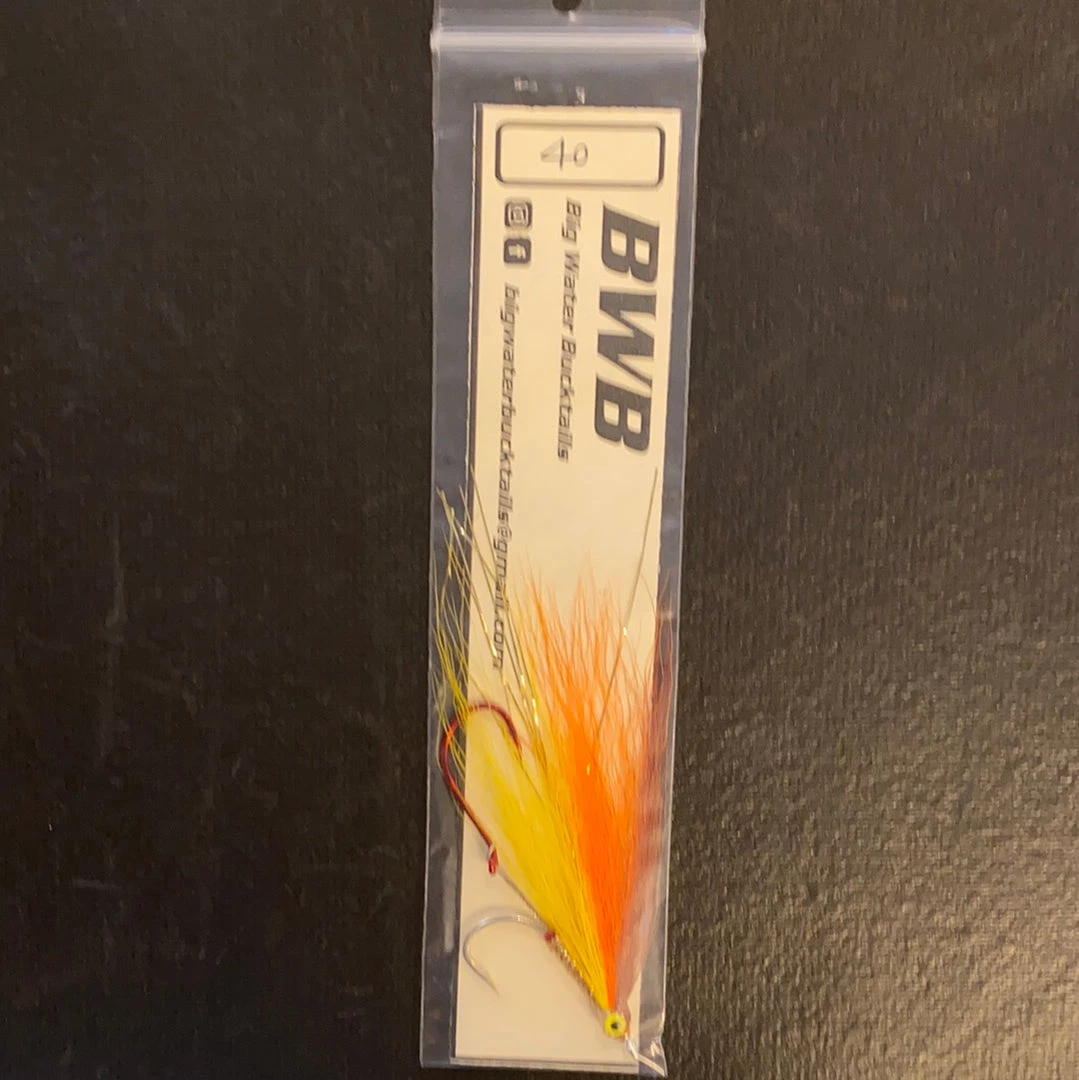 40
BWB
Big Water Bucktails
bigwaterbucktails@gmail.com